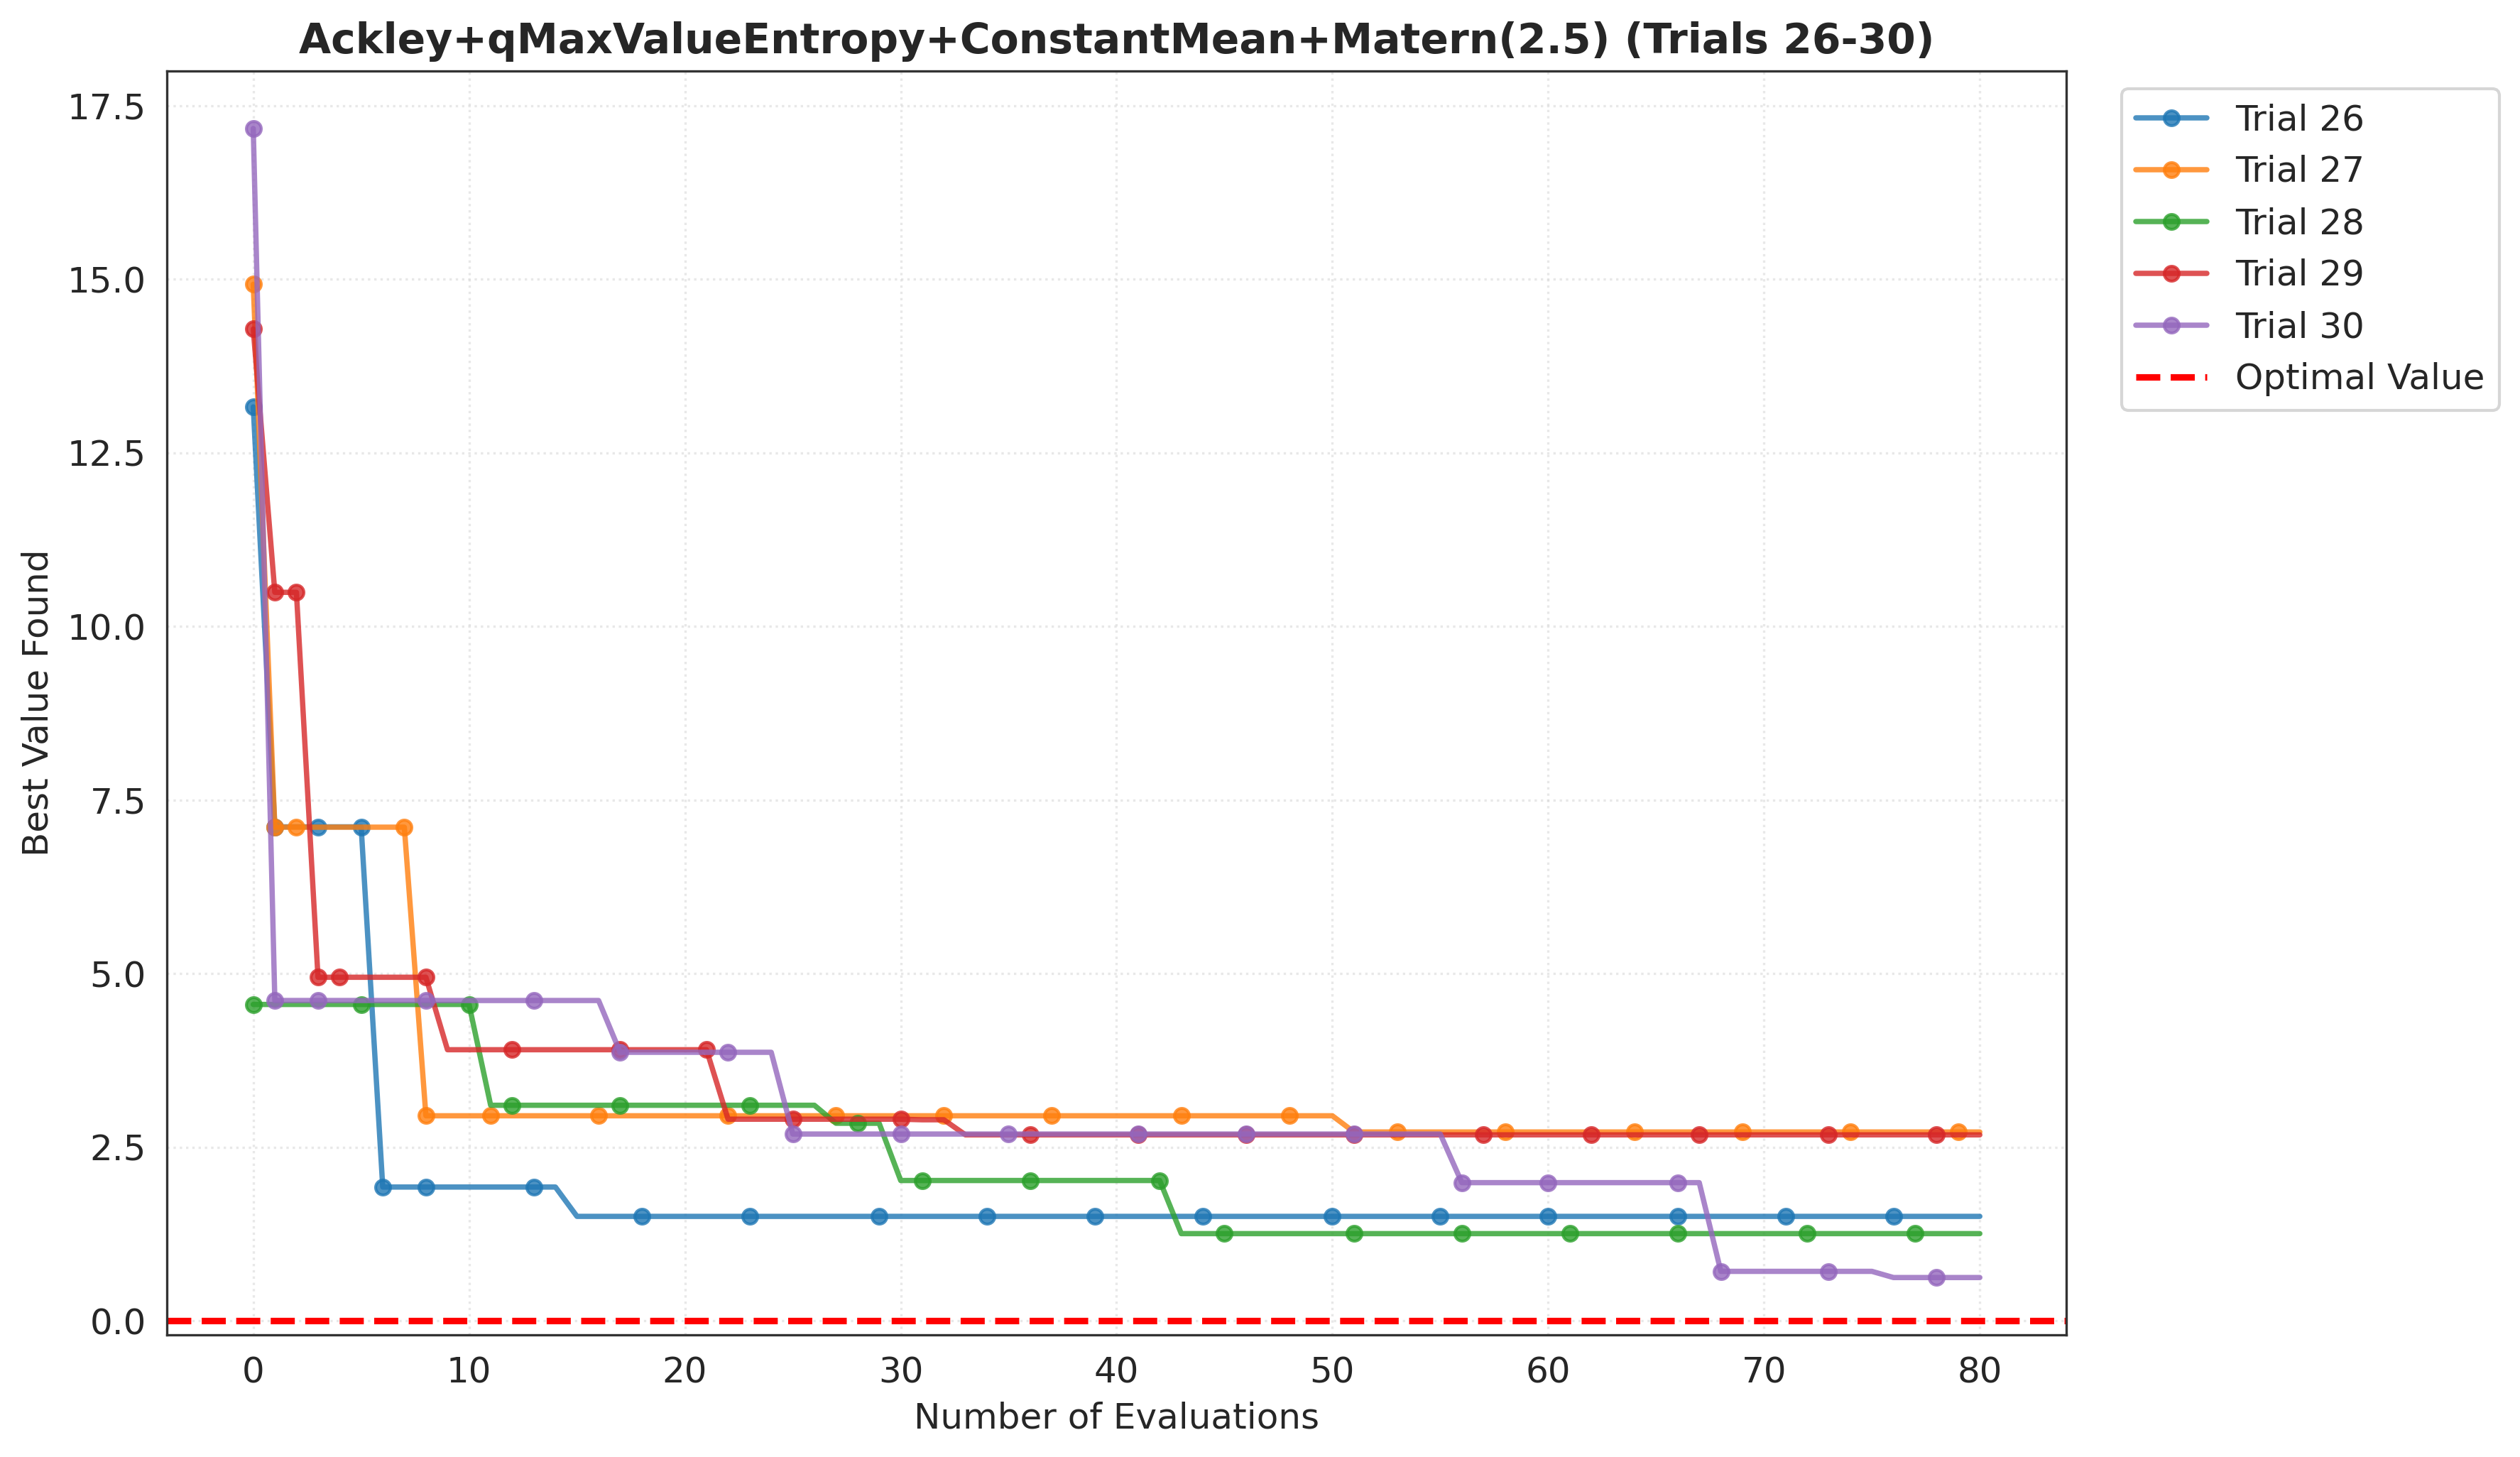 Ackley+qMaxValueEntropy+ConstantMean+Matern(2.5) (Trials 26-30)
Best Value Found
17.5
15.0
12.5
10.0
7.5
5.0
2.5
0.0
0 10 20 30 40 50 60 70 80
Number of Evaluations
Trial 26
Trial 27
Trial 28
Trial 29
Trial 30
Optimal Value